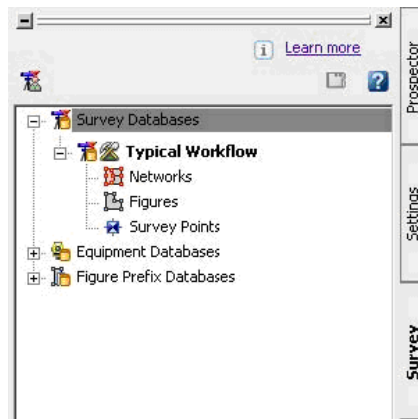 Learn more
Survey Databases
Typical Workflow
Networks
Figures
Survey Points
Equipment Databases
Figure Prefix Databases
Prospector
Settings
Survey